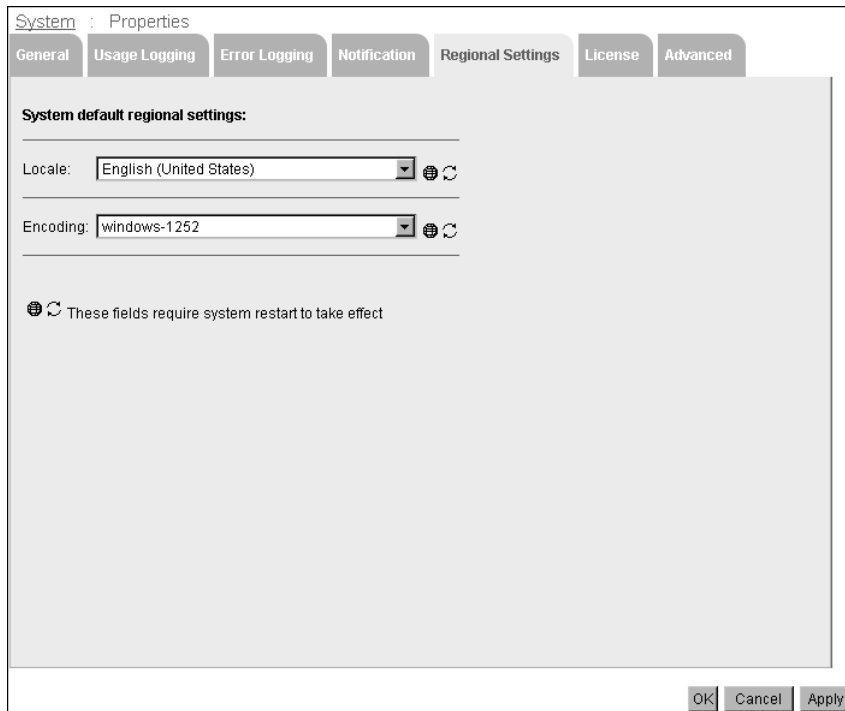 System : Properties
General Usage Logging Error Logging Notification Regional Settings License Advanced
System default regional settings:
Locale: English (United States)
Encoding: windows-1252
These fields require system restart to take effect
OK Cancel Apply